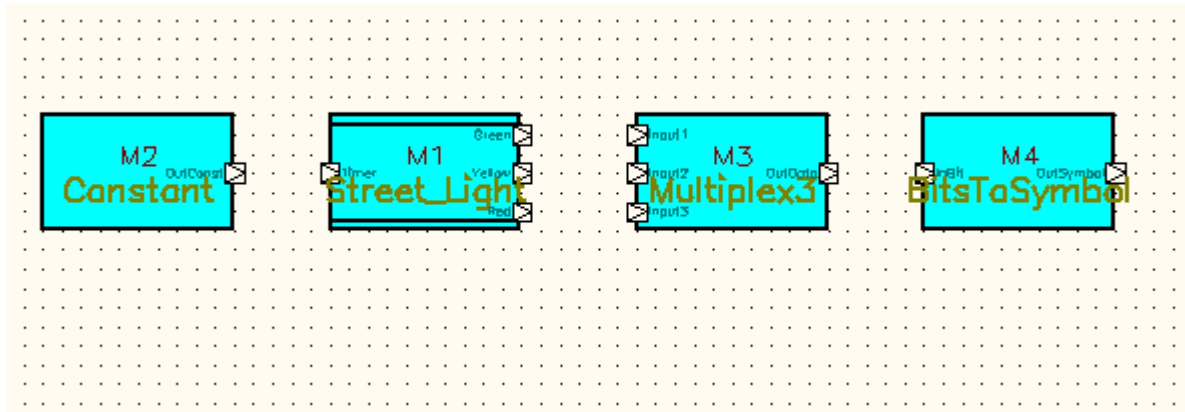 M2
OutConst
Constant
M1
Green
Timer
Yellow
Street_Light
Red
M3
Input1
Input2
OutData
Multiplex3
Input3
M4
InBit
OutSymbol
BitsToSymbol